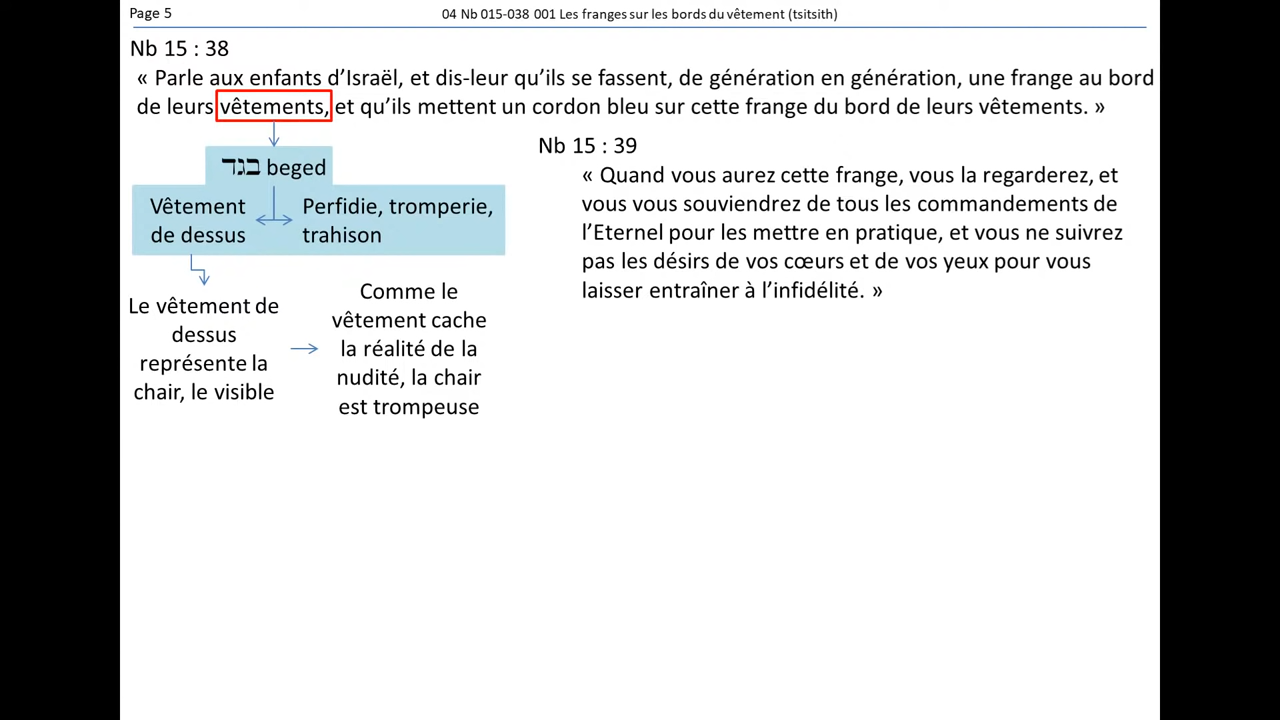 Page 5
04 Nb 015-038 001 Les franges sur les bords du vêtement (tsitsith)
Nb 15 : 38
« Parle aux enfants d’Israël, et dis-leur qu’ils se fassent, de génération en génération, une frange au bord
de leurs vêtements, et qu’ils mettent un cordon bleu sur cette frange du bord de leurs vêtements. »
בגד beged
Vêtement
de dessus
Perfidie, tromperie,
trahison
Le vêtement de
dessus
représente la
chair, le visible
Comme le
vêtement cache
la réalité de la
nudité, la chair
est trompeuse
Nb 15 : 39
« Quand vous aurez cette frange, vous la regarderez, et
vous vous souviendrez de tous les commandements de
l’Eternel pour les mettre en pratique, et vous ne suivrez
pas les désirs de vos cœurs et de vos yeux pour vous
laisser entraîner à l’infidélité. »